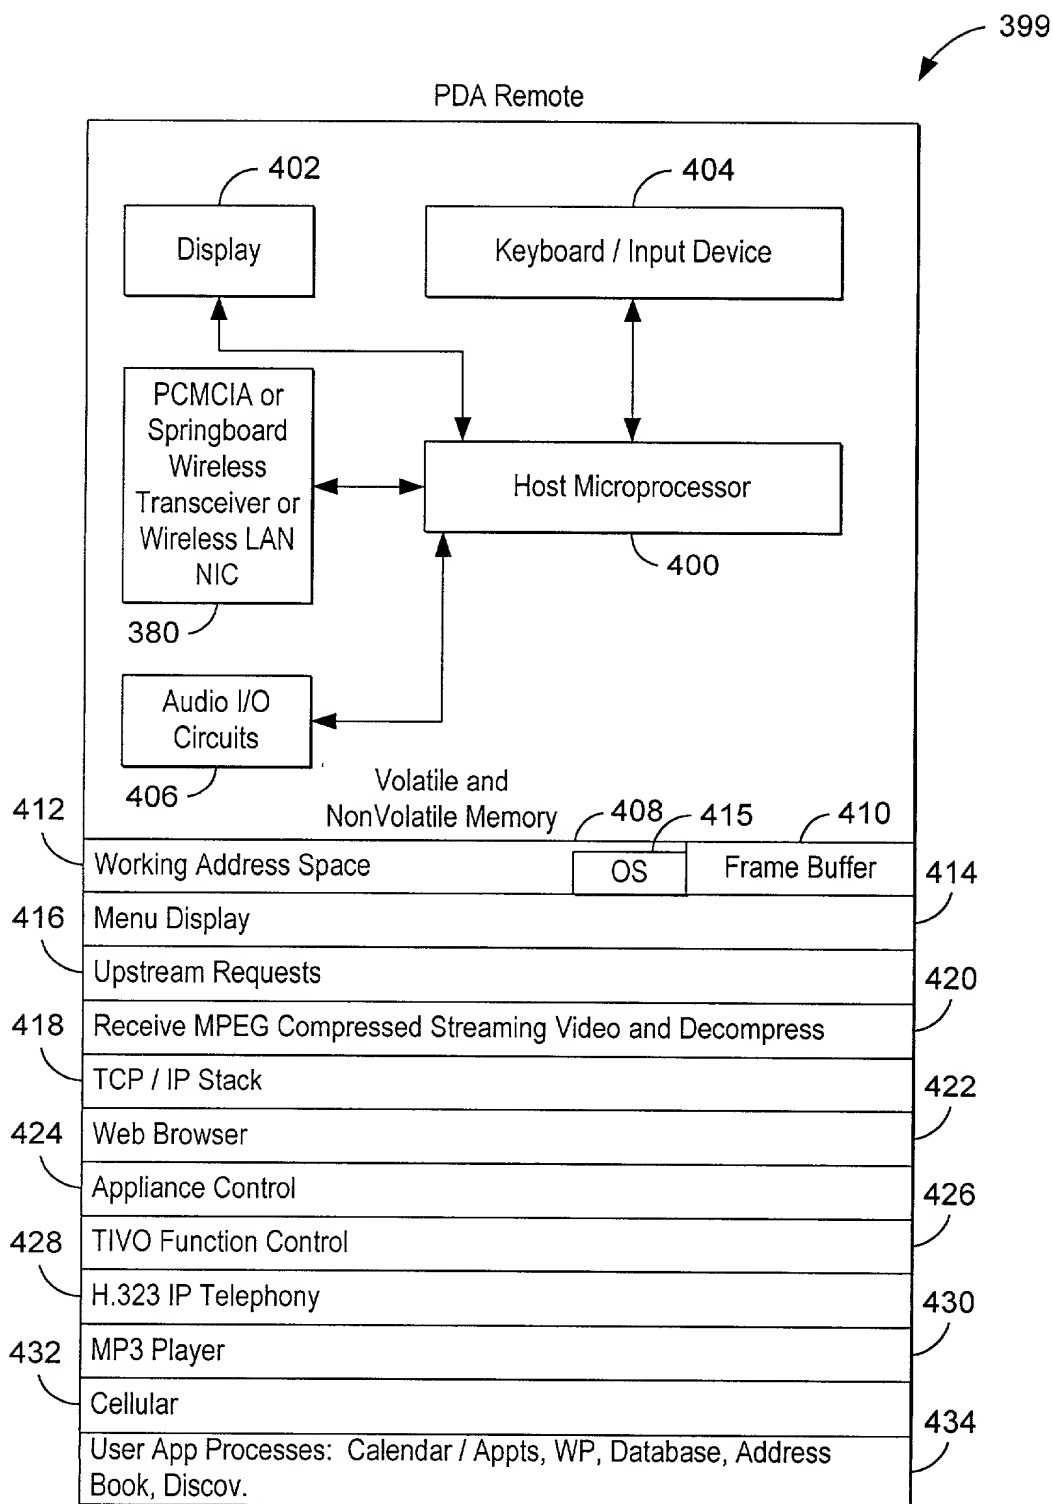 399
PDA Remote
402
404
Display
Keyboard / Input Device
PCMCIA or
Springboard
Wireless
Transceiver or
Wireless LAN
NIC
Host Microprocessor
400
380
Audio I/O
Circuits
406
Volatile and
NonVolatile Memory
408
415
410
412
Working Address Space
OS
Frame Buffer
414
416
Menu Display
Upstream Requests
420
418
Receive MPEG Compressed Streaming Video and Decompress
TCP / IP Stack
422
424
Web Browser
Appliance Control
426
428
TIVO Function Control
H.323 IP Telephony
430
432
MP3 Player
Cellular
434
User App Processes: Calendar / Appts, WP, Database, Address
Book, Discov.